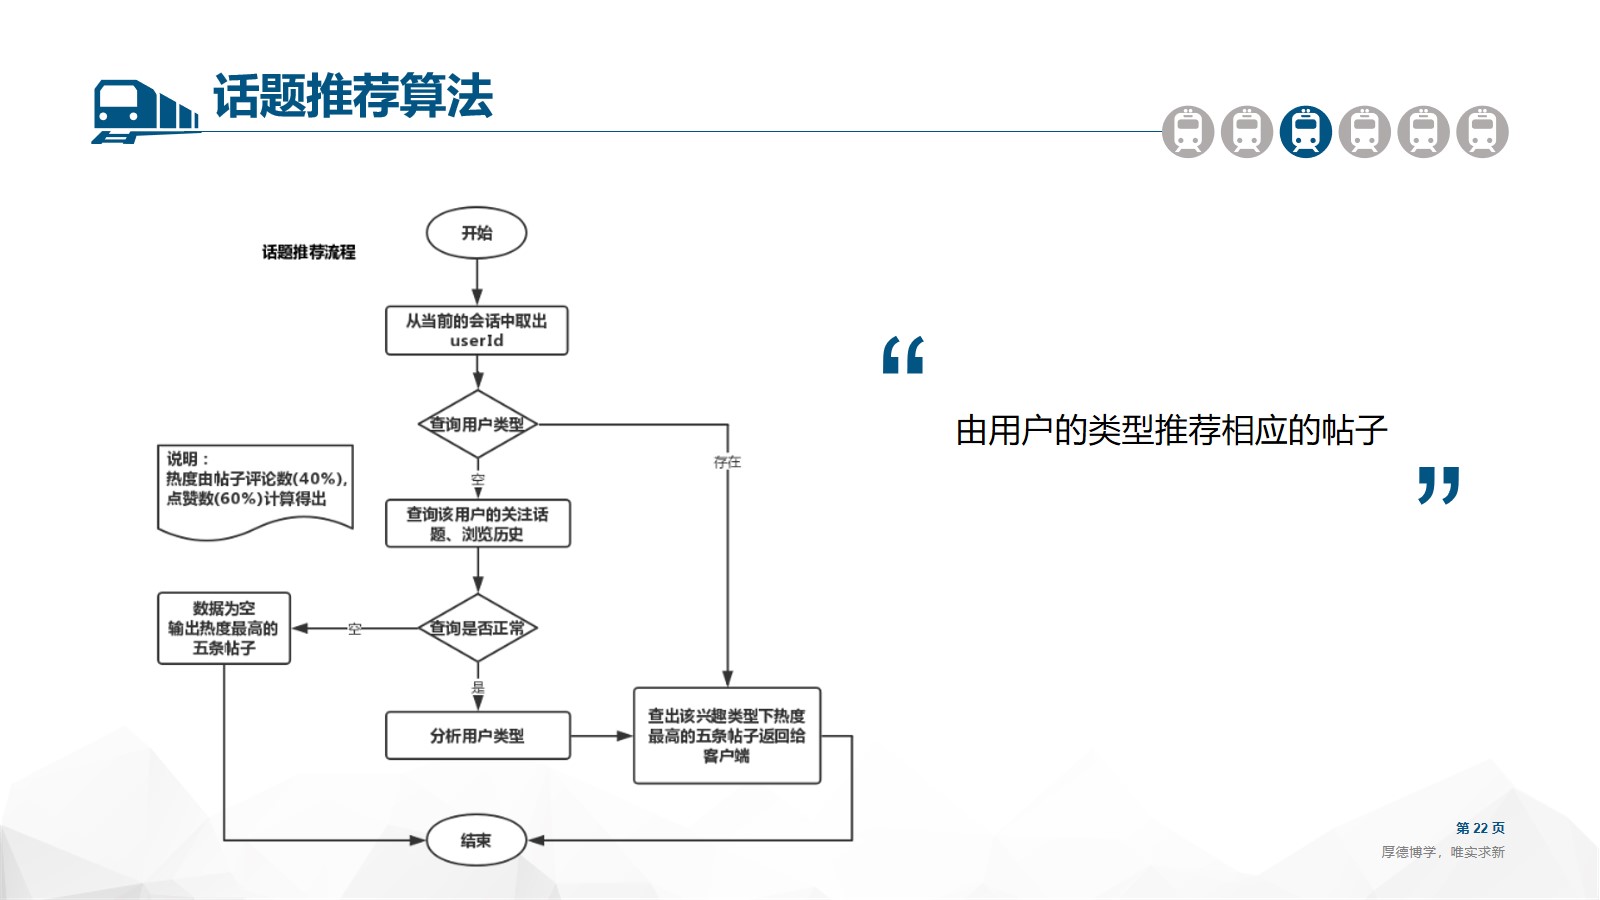 话题推荐算法
话题推荐流程
开始
从当前的会话中取出
userId
查询用户类型
存在
空
说明：
热度由帖子评论数(40%),
点赞数(60%)计算得出
查询该用户的关注话
题、浏览历史
查询是否正常
空
数据为空
输出热度最高的
五条帖子
是
分析用户类型
查出该兴趣类型下热度
最高的五条帖子返回给
客户端
结束
“
由用户的类型推荐相应的帖子
”
第 22 页
厚德博学，唯实求新